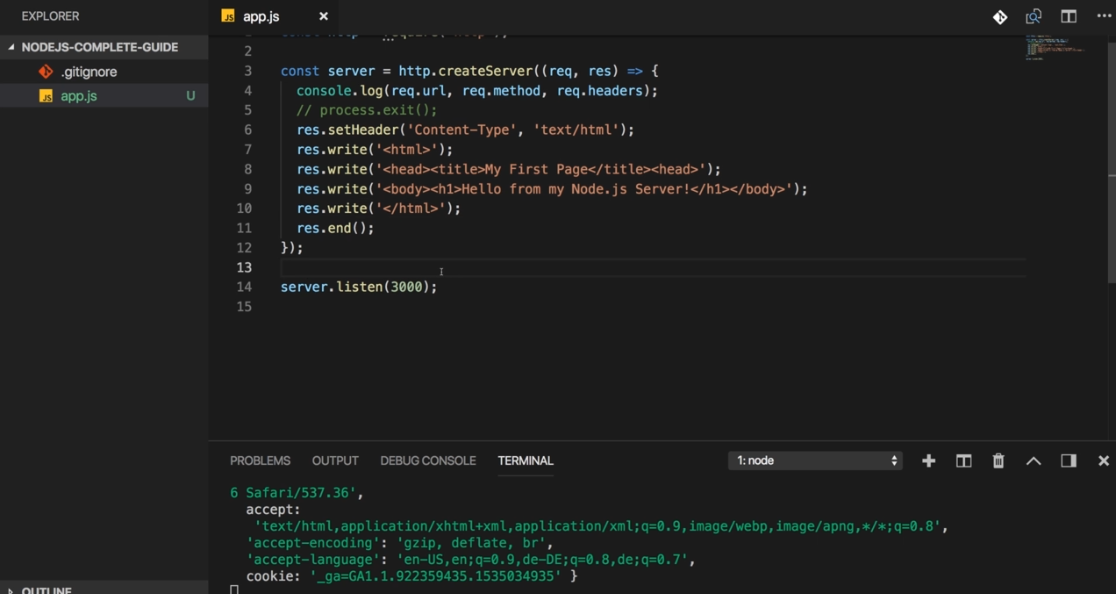 EXPLORER
JS app.js
NODEJS-COMPLETE-GUIDE
.gitignore
JS app.js U
2
3 const server = http.createServer((req, res) => {
4 console.log(req.url, req.method, req.headers);
5 // process.exit();
6 res.setHeader('Content-Type', 'text/html');
7 res.write('<html>');
8 res.write('<head><title>My First Page</title><head>');
9 res.write('<body><h1>Hello from my Node.js Server!</h1></body>');
10 res.write('</html>');
11 res.end();
12 });
13
14 server.listen(3000);
15
PROBLEMS OUTPUT DEBUG CONSOLE TERMINAL 1: node
6 Safari/537.36',
accept:
'text/html,application/xhtml+xml,application/xml;q=0.9,image/webp,image/apng,*/*;q=0.8',
'accept-encoding': 'gzip, deflate, br',
'accept-language': 'en-US,en;q=0.9,de-DE;q=0.8,de;q=0.7',
cookie: '_ga=GA1.1.922359435.1535034935' }
OUTLINE